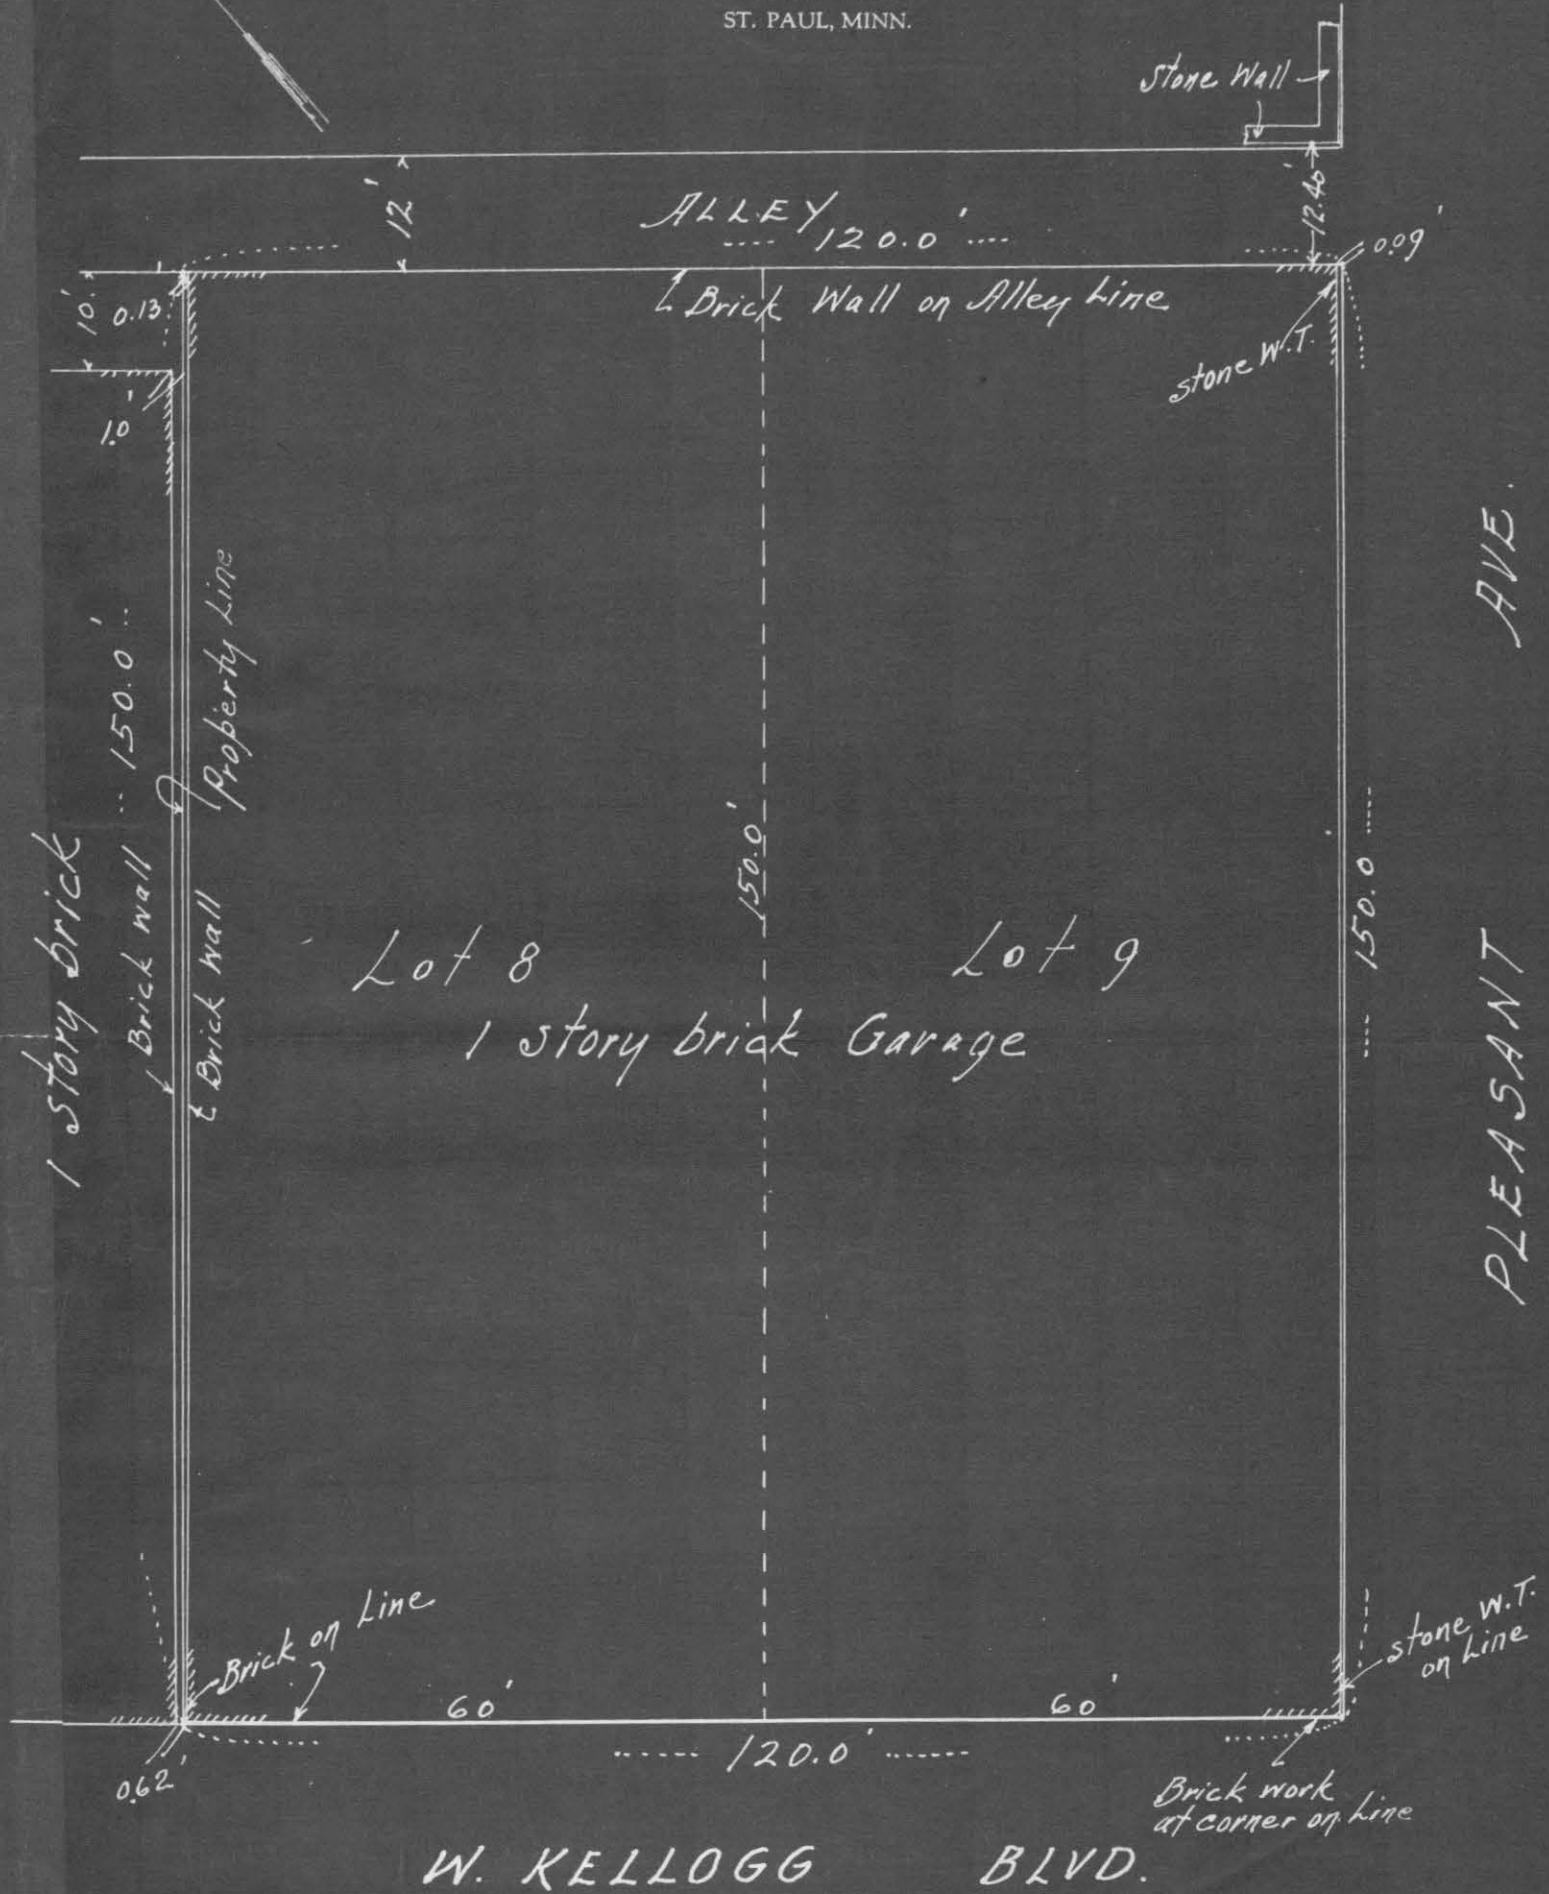 ST. PAUL, MINN.
Stone Wall
12'
ALLEY
120.0'
12.40'
0.09'
10'
0.13'
Brick Wall on Alley Line
stone W.T.
1.0'
AVE.
Property Line
150.0'
Brick wall
1 story brick
Brick wall
150.0'
150.0
Lot 8
Lot 9
1 story brick Garage
PLEASANT
Brick on Line
stone W.T.
on Line
60'
60'
120.0'
0.62'
Brick work
at corner on Line
W. KELLOGG BLVD.